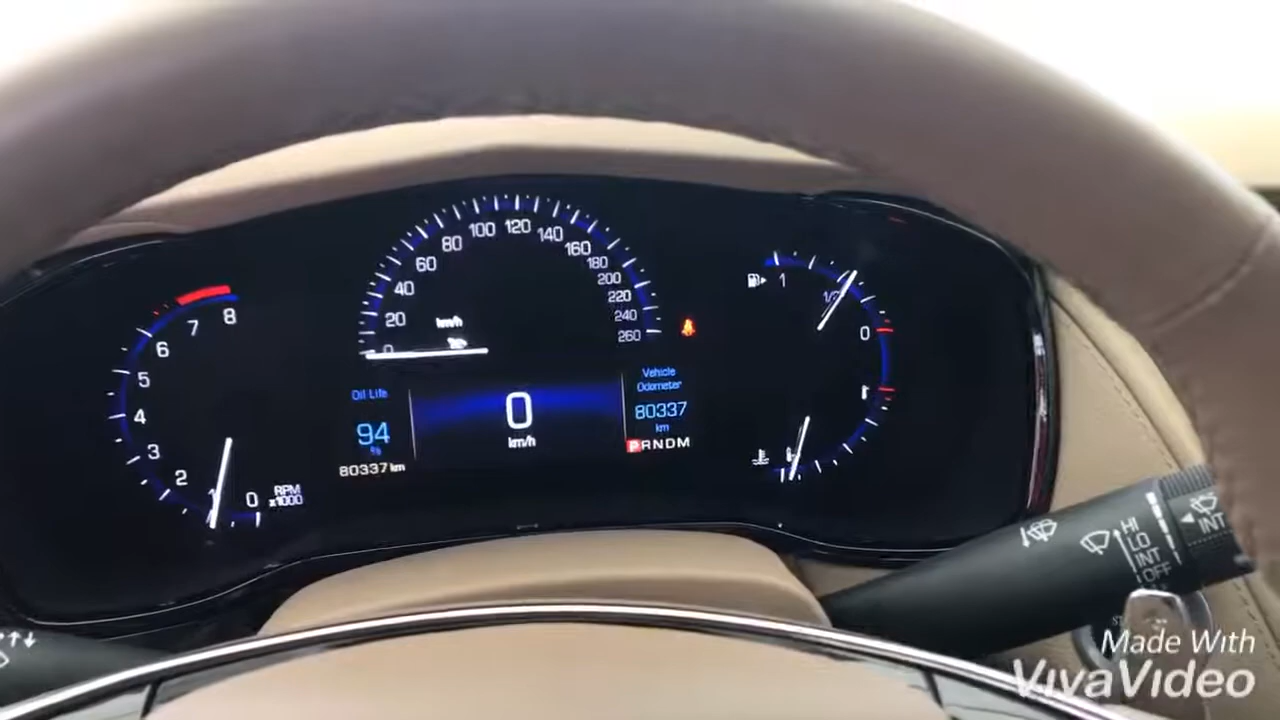 0
20
40
60
80
100
120
140
160
180
200
220
240
260
km/h
1
2
3
4
5
6
7
8
0
RPM
x1000
Oil Life
94
%
80337 km
0
km/h
Vehicle
Odometer
80337
km
PRNDM
1
1/2
0
HI
LO
INT
OFF
INT
Made With
VivaVideo